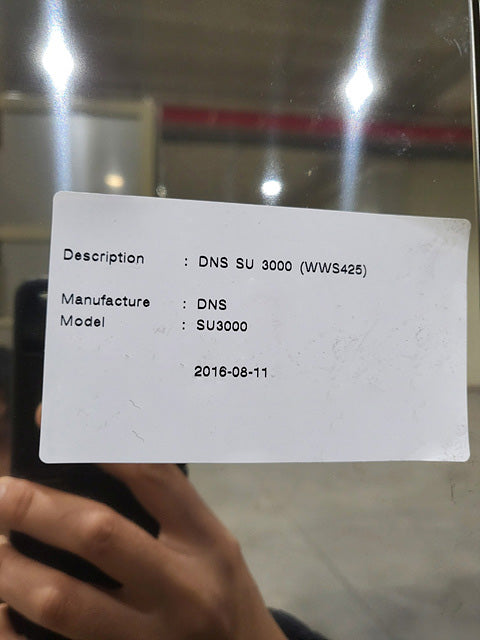 Description : DNS SU 3000 (WWS425)
Manufacture : DNS
Model : SU3000
2016-08-11